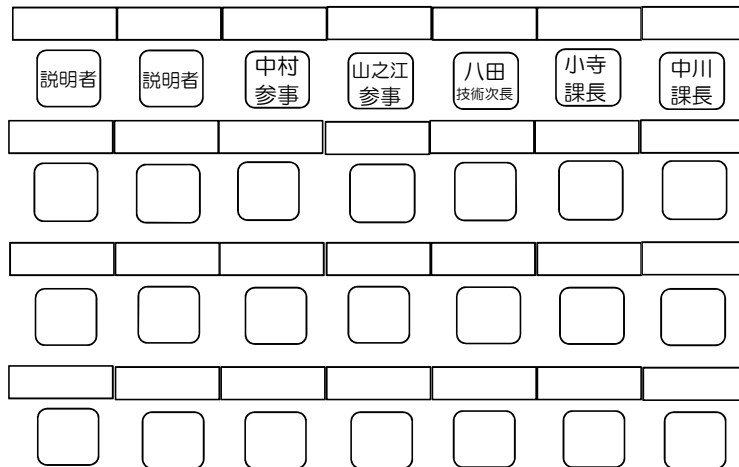 説明者
説明者
中村
参事
山之江
参事
八田
技術次長
小寺
課長
中川
課長